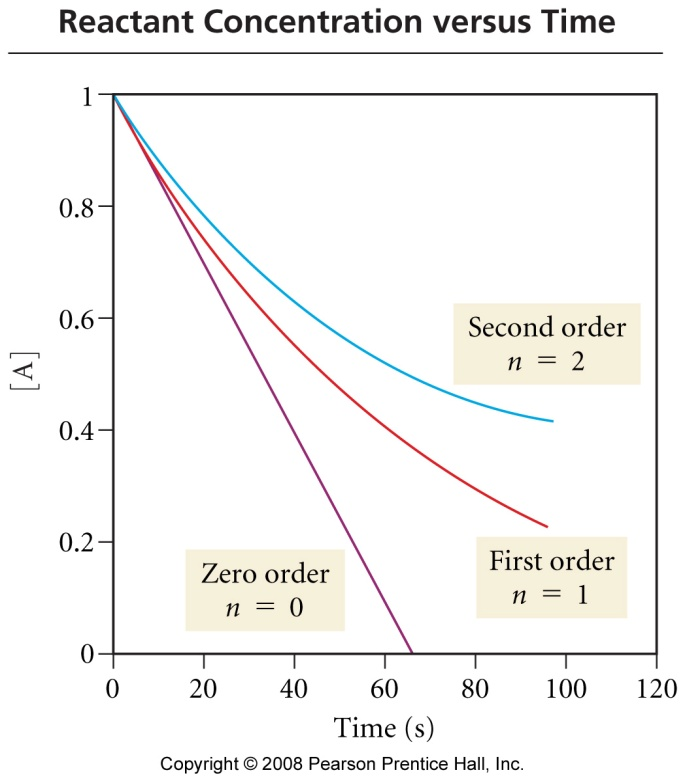 Reactant Concentration versus Time
1
0.8
0.6
0.4
0.2
0
[A]
Second order
n = 2
First order
n = 1
Zero order
n = 0
0 20 40 60 80 100 120
Time (s)
Copyright © 2008 Pearson Prentice Hall, Inc.